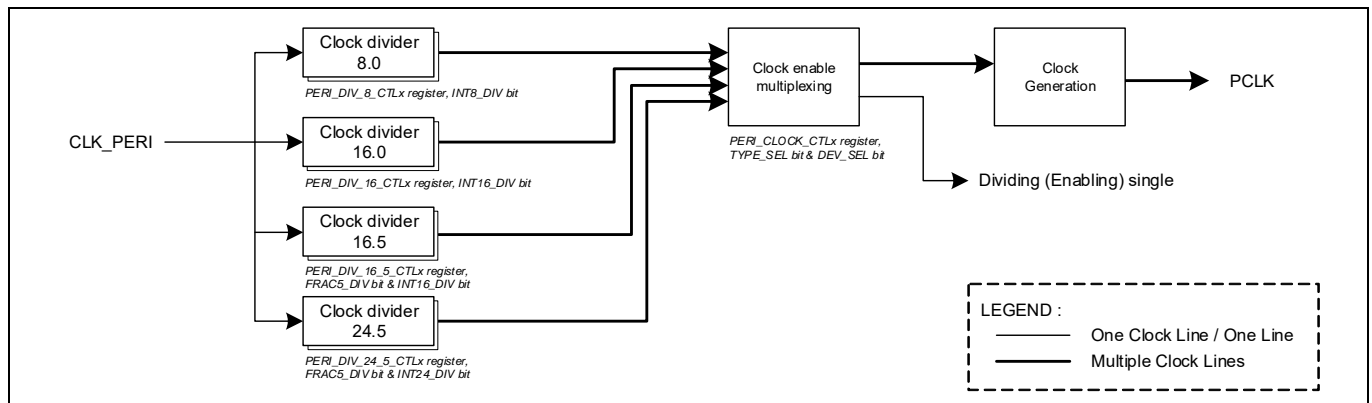 CLK_PERI
Clock divider
8.0
PERI_DIV_8_CTLx register, INT8_DIV bit
Clock divider
16.0
PERI_DIV_16_CTLx register, INT16_DIV bit
Clock divider
16.5
PERI_DIV_16_5_CTLx register,
FRAC5_DIV bit & INT16_DIV bit
Clock divider
24.5
PERI_DIV_24_5_CTLx register,
FRAC5_DIV bit & INT24_DIV bit
Clock enable
multiplexing
PERI_CLOCK_CTLx register,
TYPE_SEL bit & DEV_SEL bit
Clock
Generation
PCLK
Dividing (Enabling) single
LEGEND :
One Clock Line / One Line
Multiple Clock Lines